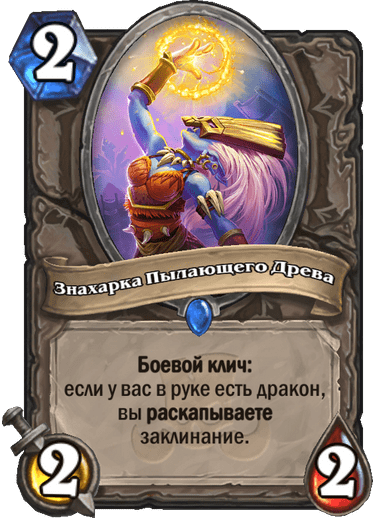 2
Знахарка Пылающего Древа
Боевой клич:
если у вас в руке есть дракон,
вы раскапываете
заклинание.
2
2